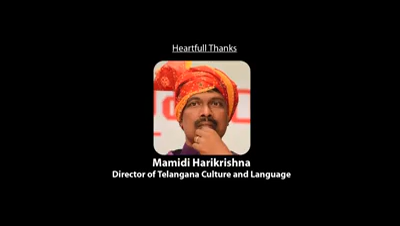 Heartfull Thanks
Mamidi Harikrishna
Director of Telangana Culture and Language